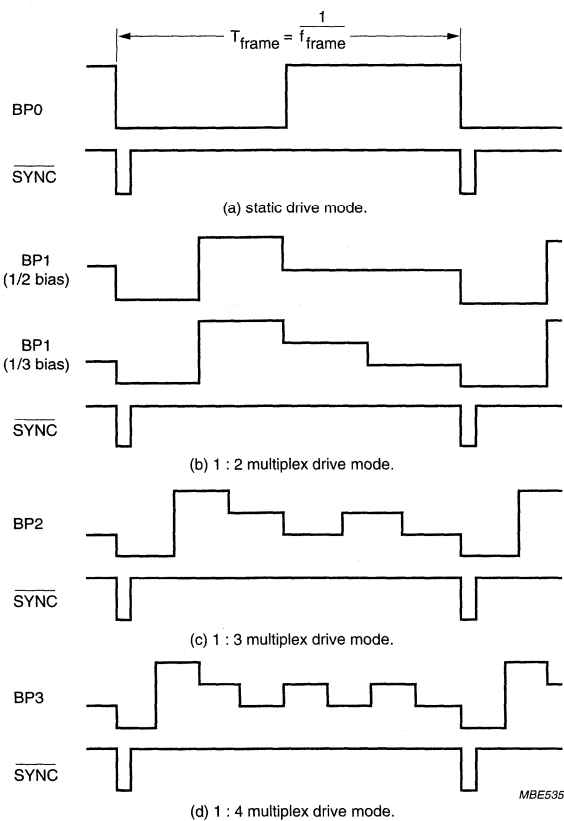 T_frame = 1 / f_frame
BP0
SYNC
(a) static drive mode.
BP1
(1/2 bias)
BP1
(1/3 bias)
SYNC
(b) 1 : 2 multiplex drive mode.
BP2
SYNC
(c) 1 : 3 multiplex drive mode.
BP3
SYNC
MBE535
(d) 1 : 4 multiplex drive mode.